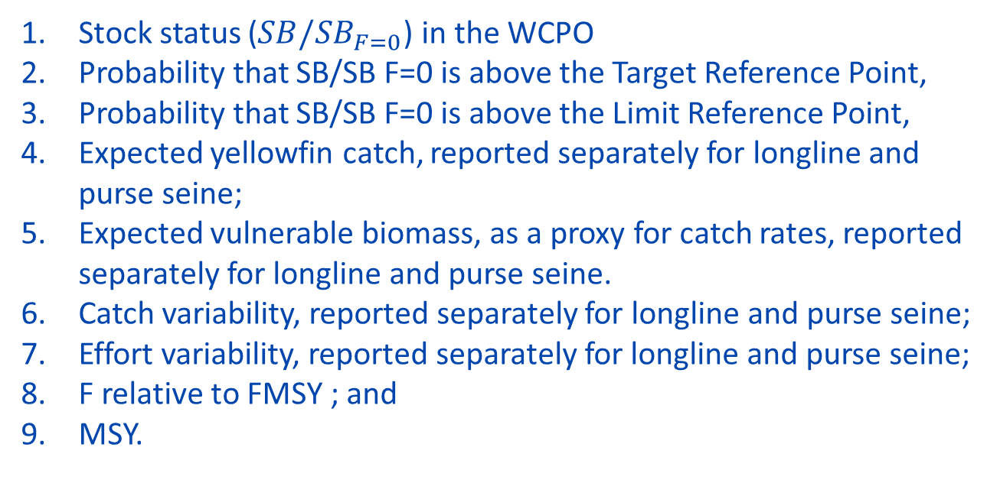 1. Stock status (SB/SB_{F=0}) in the WCPO
2. Probability that SB/SB F=0 is above the Target Reference Point,
3. Probability that SB/SB F=0 is above the Limit Reference Point,
4. Expected yellowfin catch, reported separately for longline and
purse seine;
5. Expected vulnerable biomass, as a proxy for catch rates, reported
separately for longline and purse seine.
6. Catch variability, reported separately for longline and purse seine;
7. Effort variability, reported separately for longline and purse seine;
8. F relative to FMSY ; and
9. MSY.